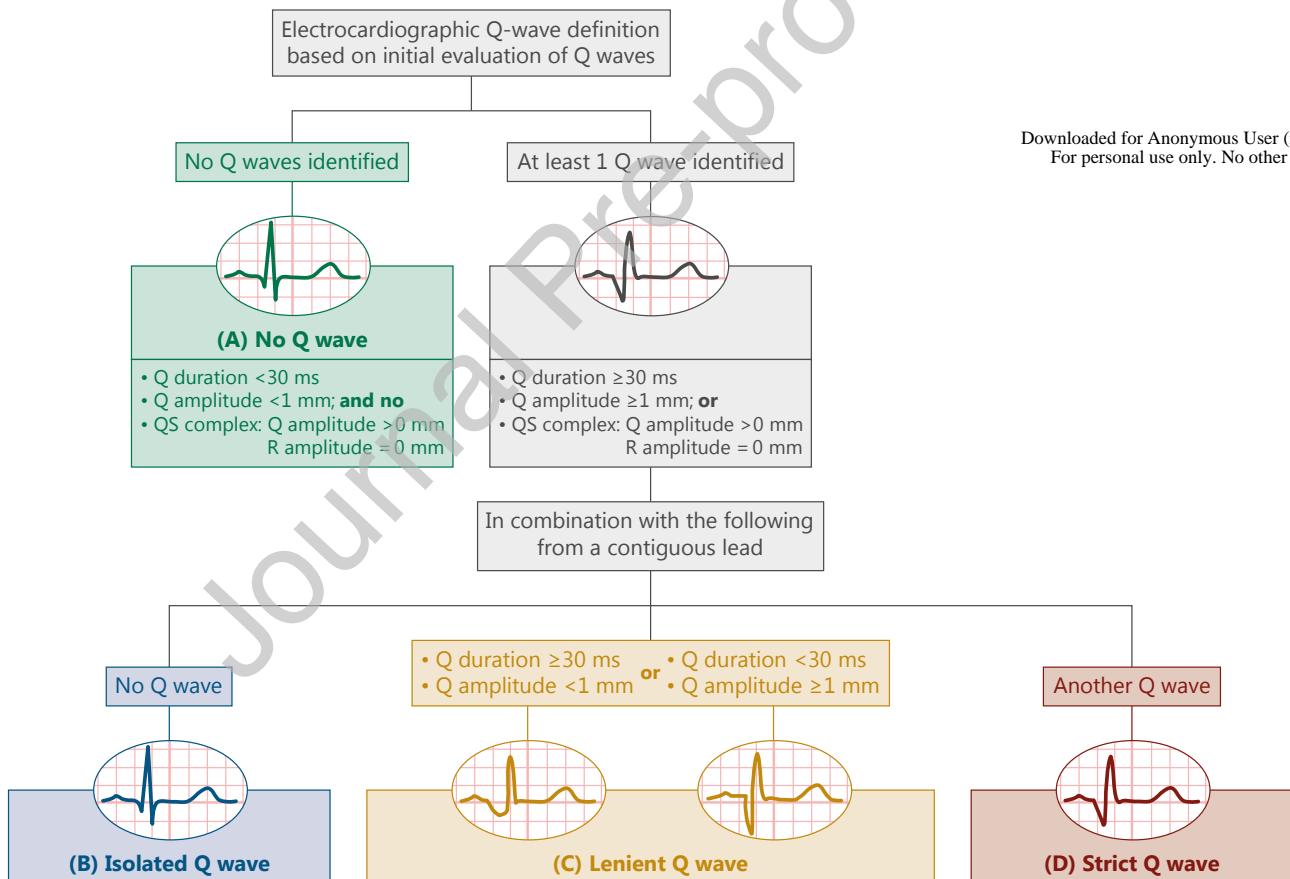 Electrocardiographic Q-wave definition
based on initial evaluation of Q waves
Downloaded for Anonymous User (
For personal use only. No other
No Q waves identified
At least 1 Q wave identified
(A) No Q wave
• Q duration <30 ms
• Q amplitude <1 mm; and no
• QS complex: Q amplitude >0 mm
R amplitude = 0 mm
• Q duration ≥30 ms
• Q amplitude ≥1 mm; or
• QS complex: Q amplitude >0 mm
R amplitude = 0 mm
In combination with the following
from a contiguous lead
No Q wave
• Q duration ≥30 ms
• Q amplitude <1 mm
or
• Q duration <30 ms
• Q amplitude ≥1 mm
Another Q wave
(B) Isolated Q wave
(C) Lenient Q wave
(D) Strict Q wave
Journal Pre-pro